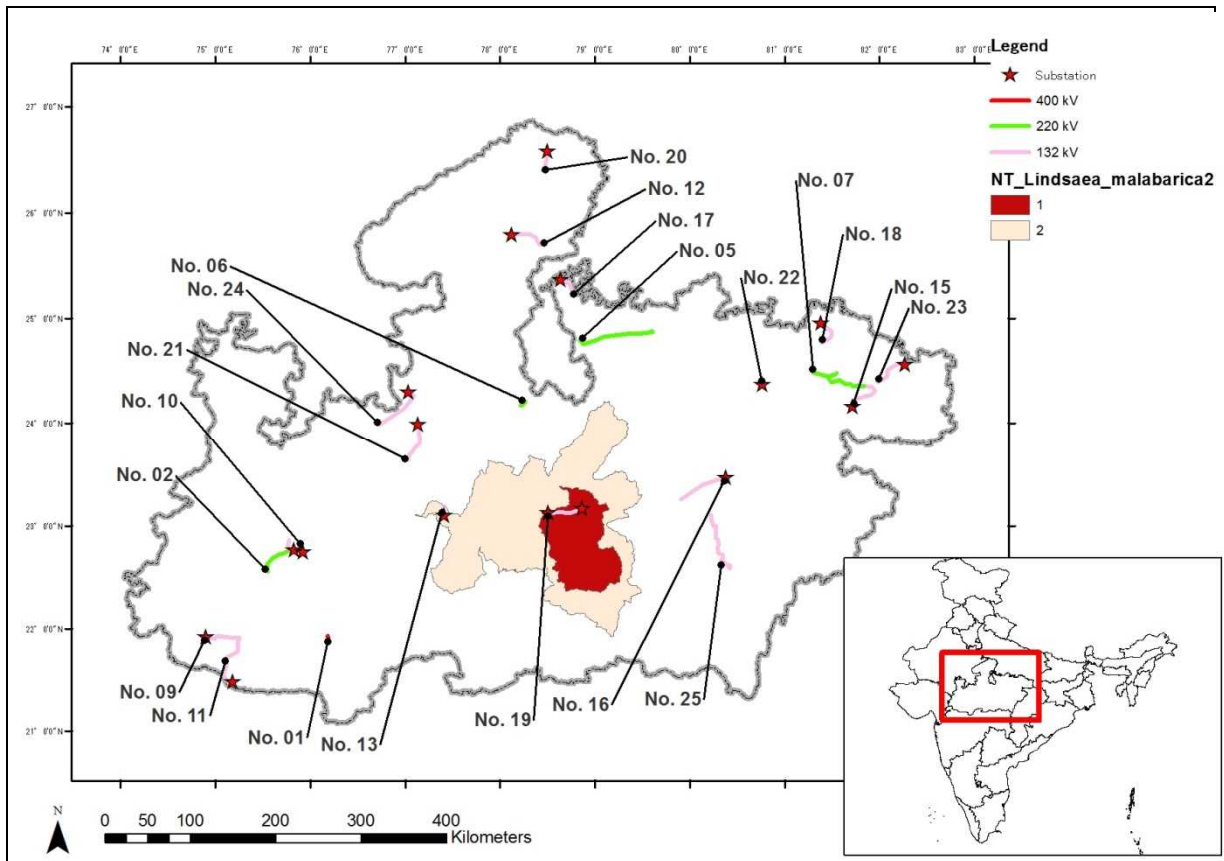 74° 0'0"E 75° 0'0"E 76° 0'0"E 77° 0'0"E 78° 0'0"E 79° 0'0"E 80° 0'0"E 81° 0'0"E 82° 0'0"E 83° 0'0"E
Legend
Substation
400 kV
220 kV
132 kV
NT_Lindsaea_malabarica2
1
2
27° 0'0"N
26° 0'0"N
25° 0'0"N
24° 0'0"N
23° 0'0"N
22° 0'0"N
21° 0'0"N
No. 20
No. 12
No. 17
No. 05
No. 07
No. 18
No. 22
No. 15
No. 23
No. 06
No. 24
No. 21
No. 10
No. 02
No. 09
No. 11
No. 01
No. 13
No. 19
No. 16
No. 25
N
0 50 100 200 300 400
Kilometers